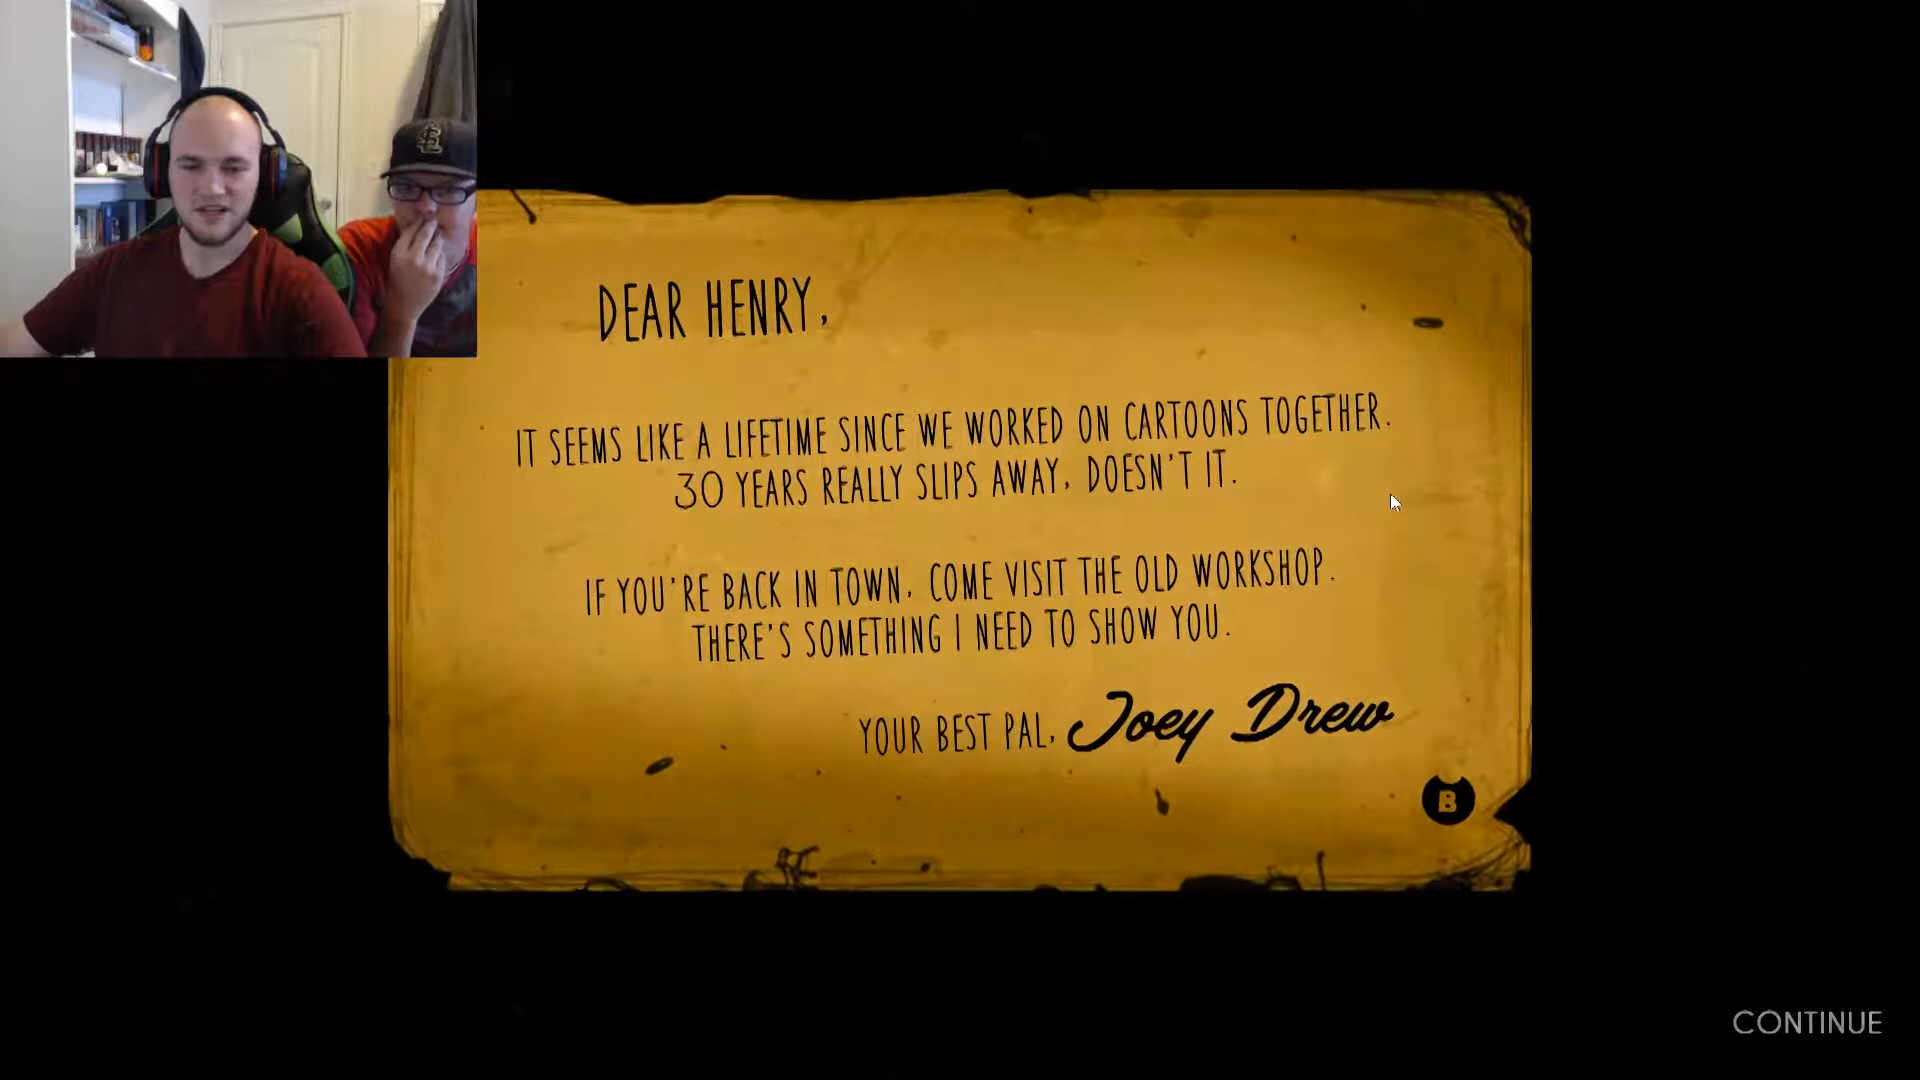 DEAR HENRY,
IT SEEMS LIKE A LIFETIME SINCE WE WORKED ON CARTOONS TOGETHER.
30 YEARS REALLY SLIPS AWAY, DOESN'T IT.
IF YOU'RE BACK IN TOWN, COME VISIT THE OLD WORKSHOP.
THERE'S SOMETHING I NEED TO SHOW YOU.
YOUR BEST PAL, Joey Drew
B
CONTINUE